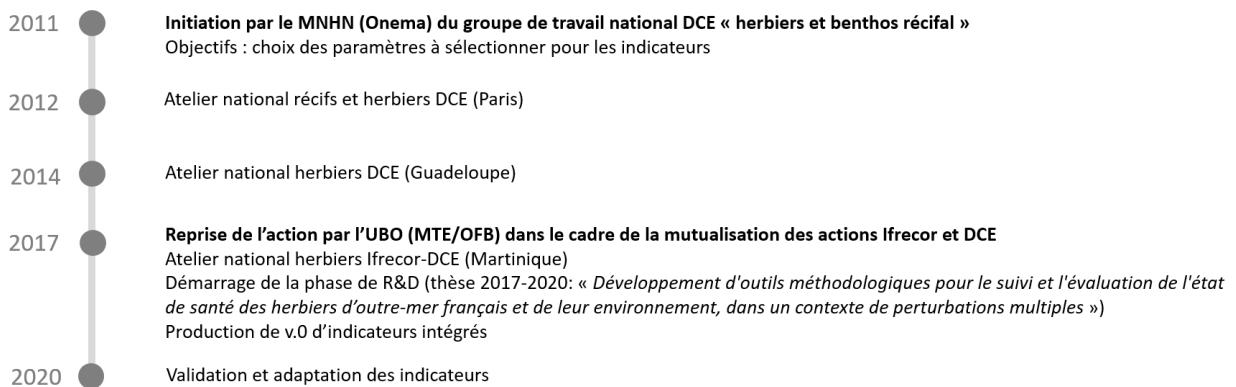 2011
Initiation par le MNHN (Onema) du groupe de travail national DCE « herbiers et benthos récifal »
Objectifs : choix des paramètres à sélectionner pour les indicateurs
2012
Atelier national récifs et herbiers DCE (Paris)
2014
Atelier national herbiers DCE (Guadeloupe)
2017
Reprise de l’action par l’UBO (MTE/OFB) dans le cadre de la mutualisation des actions Ifrecor et DCE
Atelier national herbiers Ifrecor-DCE (Martinique)
Démarrage de la phase de R&D (thèse 2017-2020: « Développement d'outils méthodologiques pour le suivi et l'évaluation de l'état
de santé des herbiers d’outre-mer français et de leur environnement, dans un contexte de perturbations multiples »)
Production de v.0 d’indicateurs intégrés
2020
Validation et adaptation des indicateurs